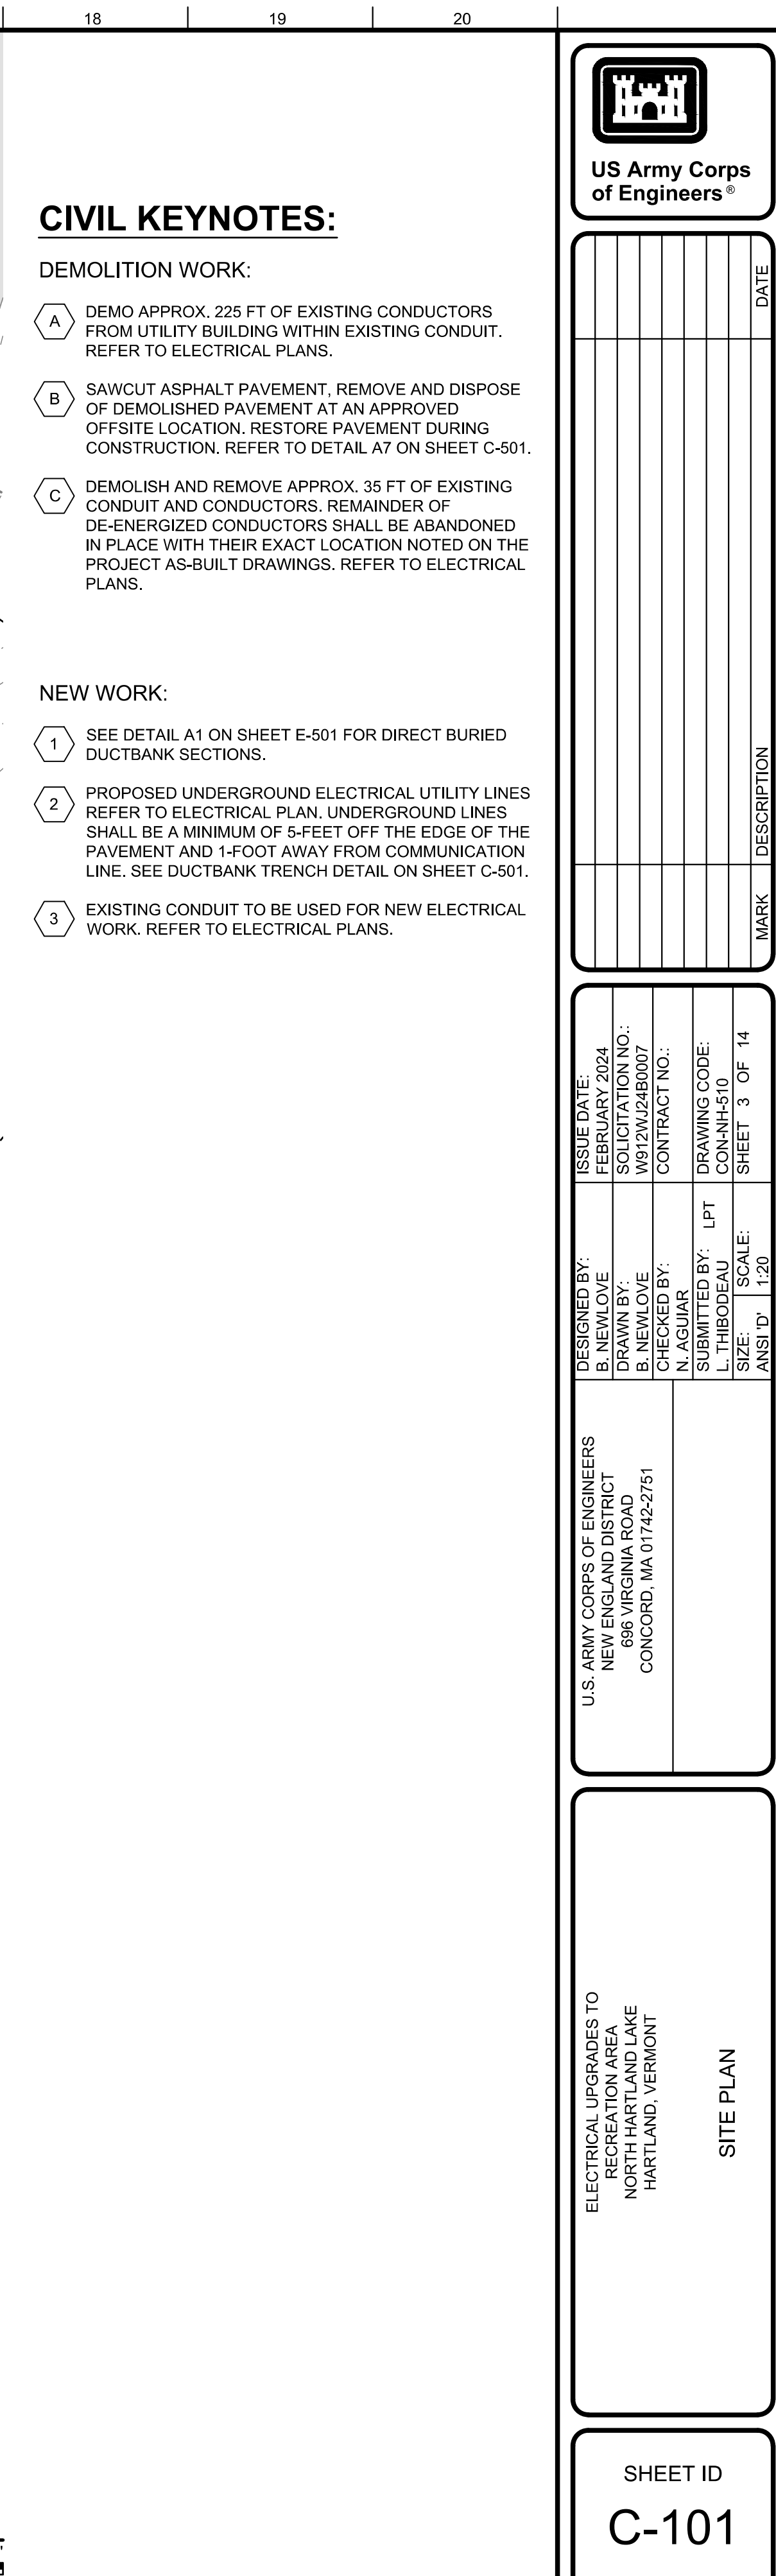 18
19
20
CIVIL KEYNOTES:
DEMOLITION WORK:
A
DEMO APPROX. 225 FT OF EXISTING CONDUCTORS
FROM UTILITY BUILDING WITHIN EXISTING CONDUIT.
REFER TO ELECTRICAL PLANS.
B
SAWCUT ASPHALT PAVEMENT, REMOVE AND DISPOSE
OF DEMOLISHED PAVEMENT AT AN APPROVED
OFFSITE LOCATION. RESTORE PAVEMENT DURING
CONSTRUCTION. REFER TO DETAIL A7 ON SHEET C-501.
C
DEMOLISH AND REMOVE APPROX. 35 FT OF EXISTING
CONDUIT AND CONDUCTORS. REMAINDER OF
DE-ENERGIZED CONDUCTORS SHALL BE ABANDONED
IN PLACE WITH THEIR EXACT LOCATION NOTED ON THE
PROJECT AS-BUILT DRAWINGS. REFER TO ELECTRICAL
PLANS.
NEW WORK:
1
SEE DETAIL A1 ON SHEET E-501 FOR DIRECT BURIED
DUCTBANK SECTIONS.
2
PROPOSED UNDERGROUND ELECTRICAL UTILITY LINES
REFER TO ELECTRICAL PLAN. UNDERGROUND LINES
SHALL BE A MINIMUM OF 5-FEET OFF THE EDGE OF THE
PAVEMENT AND 1-FOOT AWAY FROM COMMUNICATION
LINE. SEE DUCTBANK TRENCH DETAIL ON SHEET C-501.
3
EXISTING CONDUIT TO BE USED FOR NEW ELECTRICAL
WORK. REFER TO ELECTRICAL PLANS.
US Army Corps
of Engineers®
MARK
DESCRIPTION
DATE
ISSUE DATE:
FEBRUARY 2024
SOLICITATION NO.:
W912WJ24B0007
CONTRACT NO.:
DRAWING CODE:
CON-NH-510
SHEET 3 OF 14
DESIGNED BY:
B. NEWLOVE
DRAWN BY:
B. NEWLOVE
CHECKED BY:
N. AGUIAR
SUBMITTED BY: LPT
L. THIBODEAU
SIZE:
ANSI 'D'
SCALE:
1:20
U.S. ARMY CORPS OF ENGINEERS
NEW ENGLAND DISTRICT
696 VIRGINIA ROAD
CONCORD, MA 01742-2751
ELECTRICAL UPGRADES TO
RECREATION AREA
NORTH HARTLAND LAKE
HARTLAND, VERMONT
SITE PLAN
SHEET ID
C-101